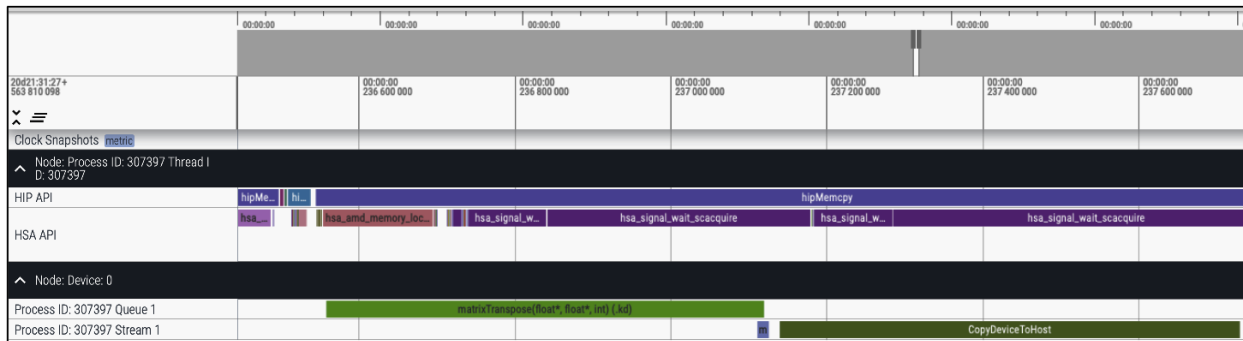 00:00:00 00:00:00 00:00:00 00:00:00 00:00:00 00:00:00 00:00:00
20d21:31:27+
563 810 098
00:00:00 00:00:00 00:00:00 00:00:00 00:00:00 00:00:00
236 600 000 236 800 000 237 000 000 237 200 000 237 400 000 237 600 000
Clock Snapshots metric
Node: Process ID: 307397 Thread I
D: 307397
HIP API hipMe... hi... hipMemcpy
hsa_... hsa_amd_memory_loc... hsa_signal_w... hsa_signal_wait_scacquire hsa_signal_w... hsa_signal_wait_scacquire
HSA API
Node: Device: 0
Process ID: 307397 Queue 1 matrixTranspose(float*, float*, int) (.kd)
Process ID: 307397 Stream 1 m CopyDeviceToHost